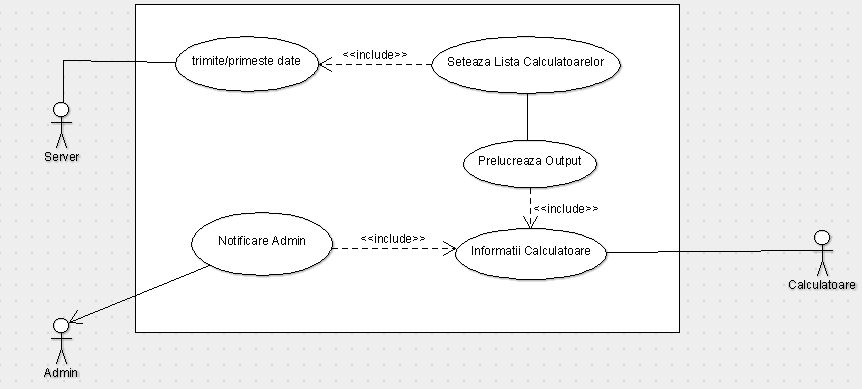 trimite/primeste date
<<include>>
Seteaza Lista Calculatoarelor
Server
Prelucreaza Output
<<include>>
Notificare Admin
<<include>>
Informatii Calculatoare
Calculatoare
Admin